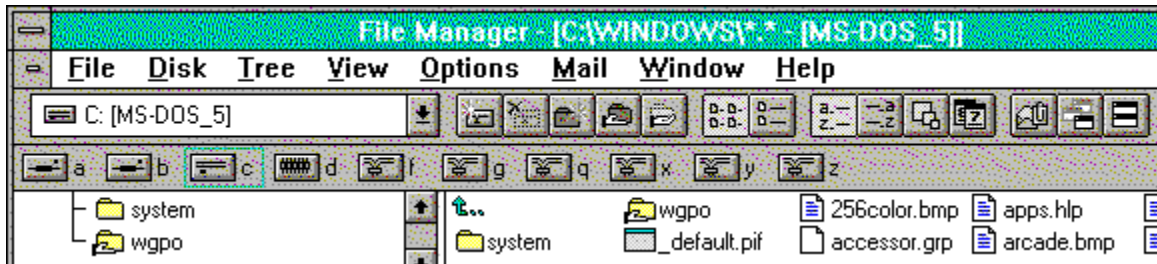 File Manager - [C:\WINDOWS\*.* - [MS-DOS_5]]
File Disk Tree View Options Mail Window Help
C: [MS-DOS_5]
a b c d f g q x y z
system wgpo 256color.bmp apps.hlp
wgpo system _default.pif accessor.grp arcade.bmp